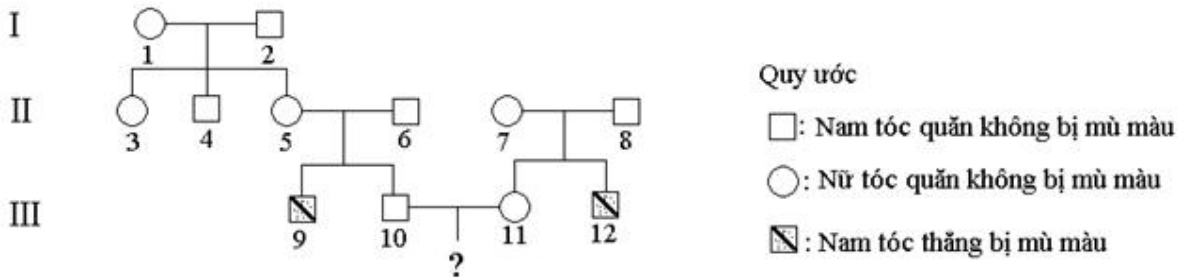 I
1 2
Quy ước
II
3 4 5 6 7 8
□: Nam tóc quăn không bị mù màu
○: Nữ tóc quăn không bị mù màu
III
9 10 11 12
: Nam tóc thẳng bị mù màu
?